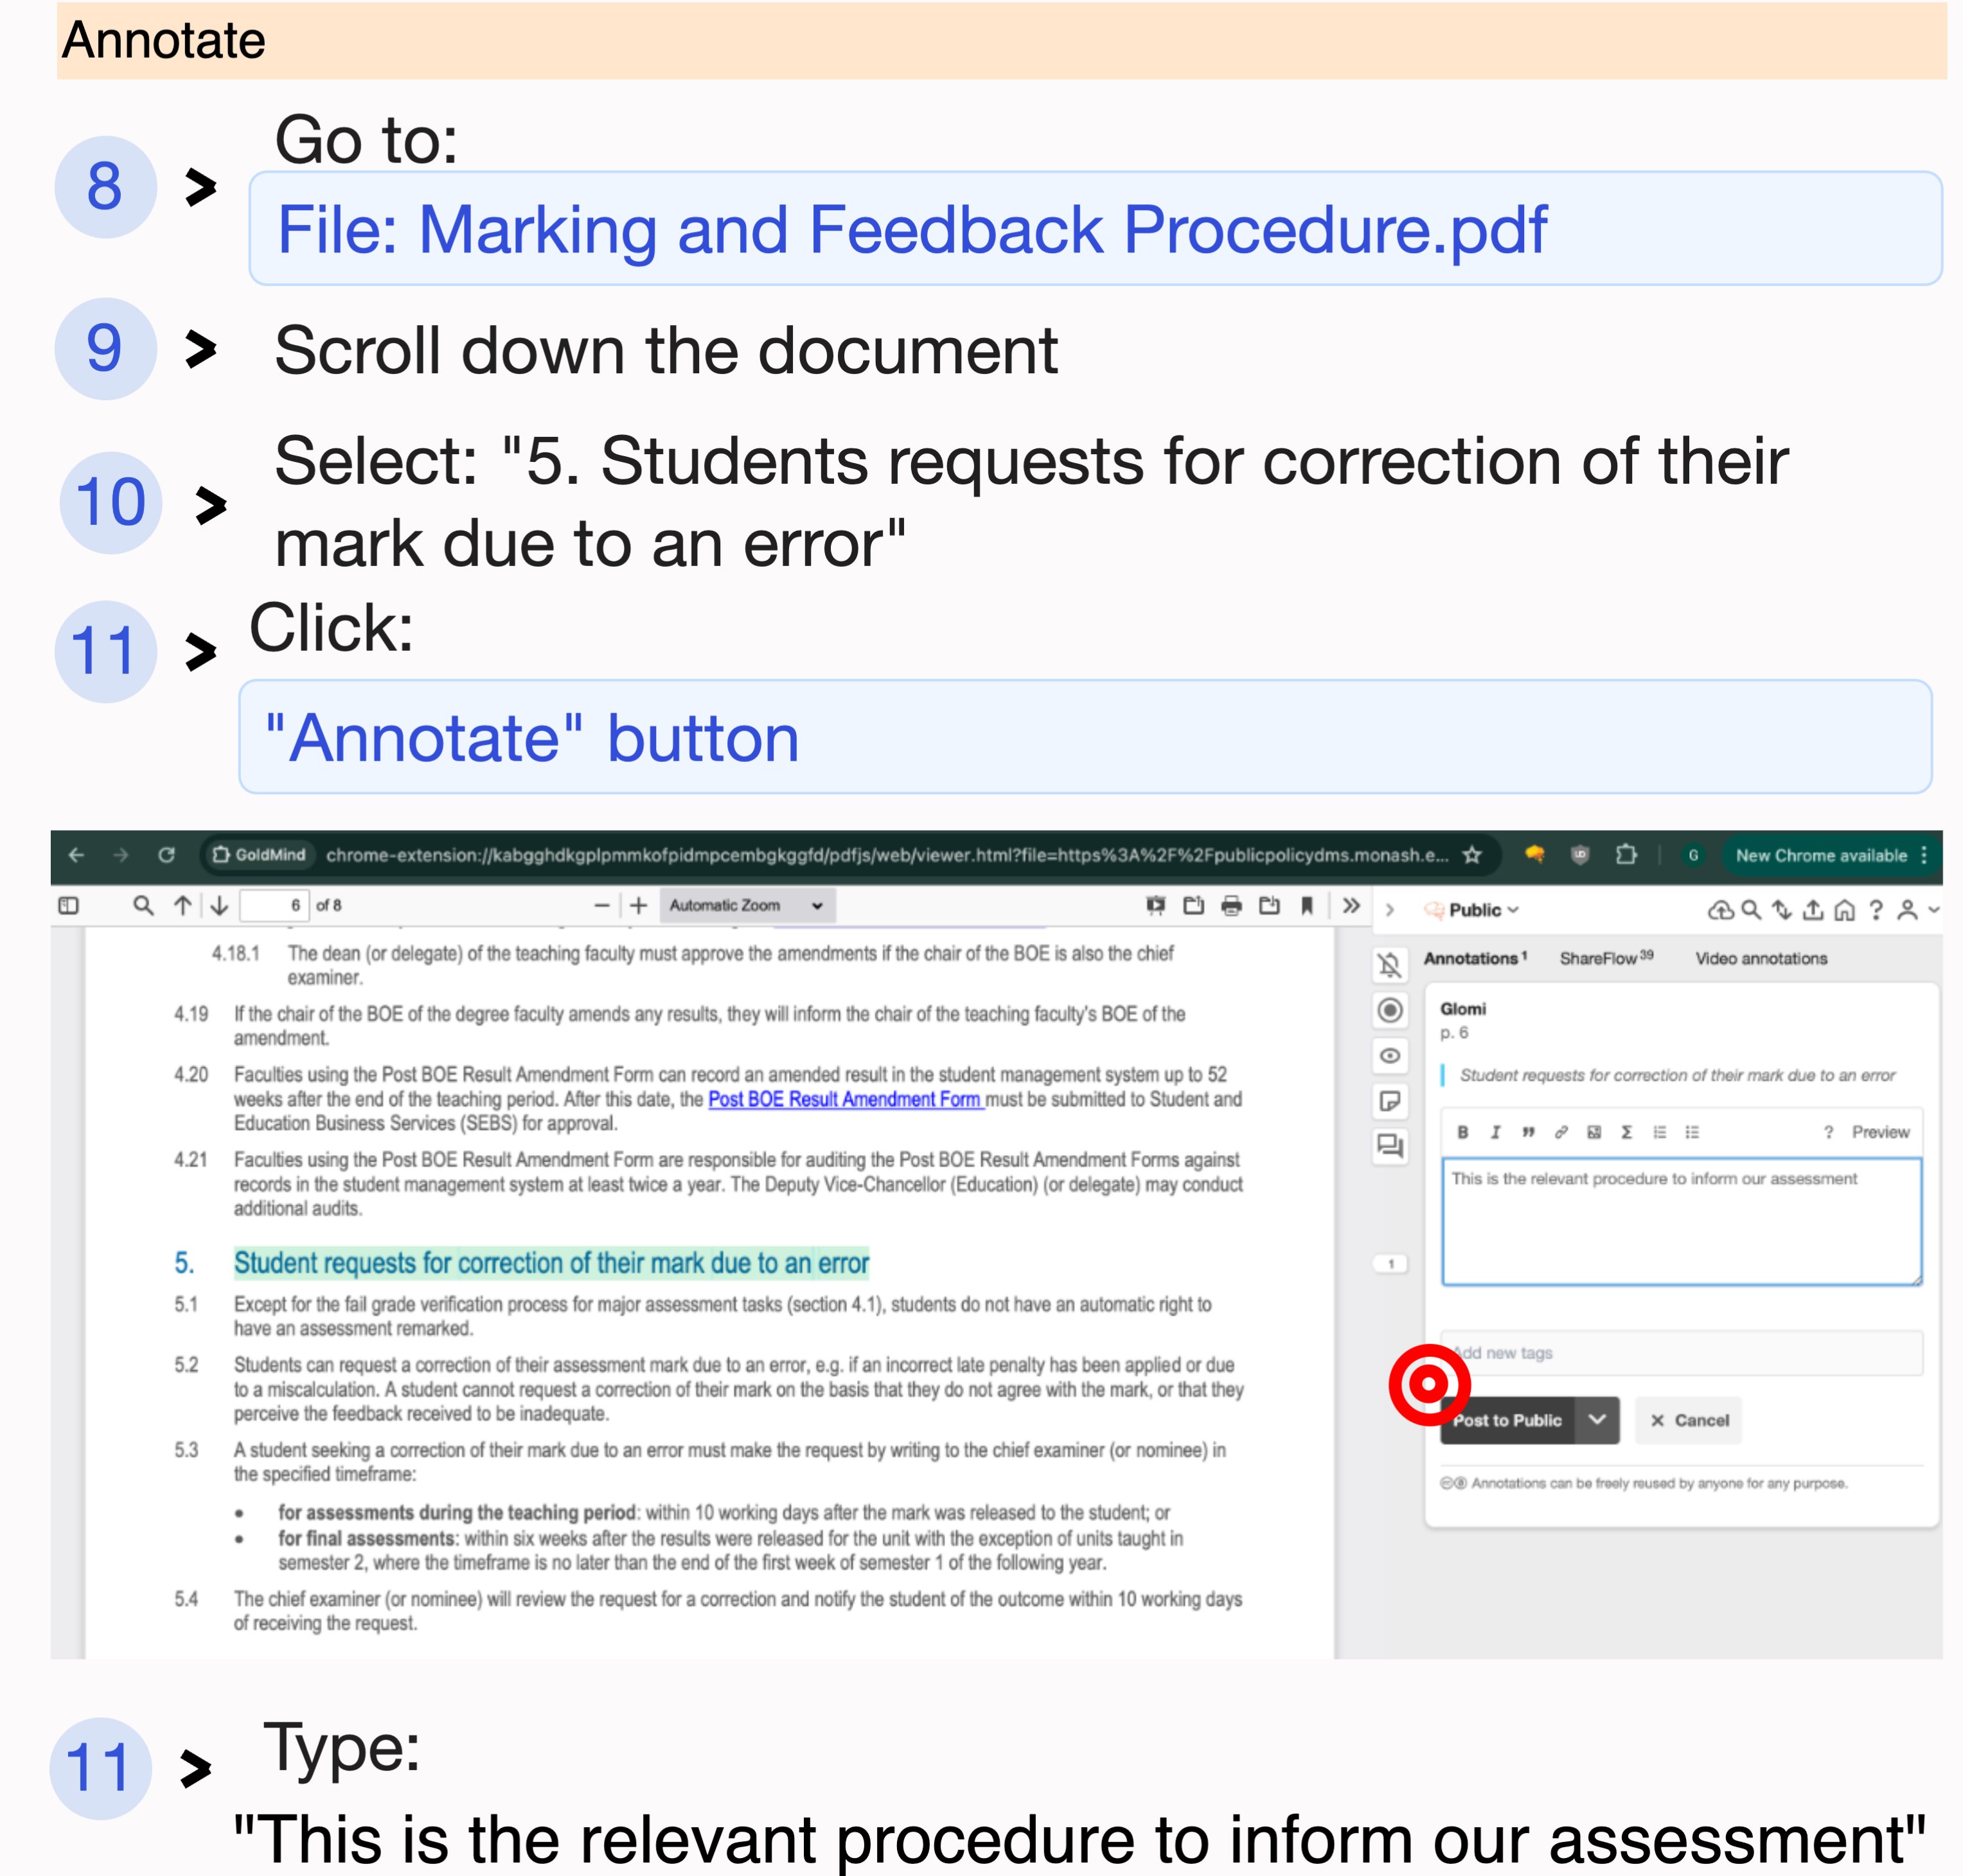 Annotate
8 > Go to:
File: Marking and Feedback Procedure.pdf
9 > Scroll down the document
10 > Select: "5. Students requests for correction of their
mark due to an error"
11 > Click:
"Annotate" button
GoldMind chrome-extension://kabgghdkgplpmmkofpidmpcembgkggfd/pdfjs/web/viewer.html?file=https%3A%2F%2Fpublicpolicydms.monash.e... G New Chrome available
6 of 8 Automatic Zoom
4.18.1 The dean (or delegate) of the teaching faculty must approve the amendments if the chair of the BOE is also the chief
examiner.
4.19 If the chair of the BOE of the degree faculty amends any results, they will inform the chair of the teaching faculty's BOE of the
amendment.
4.20 Faculties using the Post BOE Result Amendment Form can record an amended result in the student management system up to 52
weeks after the end of the teaching period. After this date, the Post BOE Result Amendment Form must be submitted to Student and
Education Business Services (SEBS) for approval.
4.21 Faculties using the Post BOE Result Amendment Form are responsible for auditing the Post BOE Result Amendment Forms against
records in the student management system at least twice a year. The Deputy Vice-Chancellor (Education) (or delegate) may conduct
additional audits.
5. Student requests for correction of their mark due to an error
5.1 Except for the fail grade verification process for major assessment tasks (section 4.1), students do not have an automatic right to
have an assessment remarked.
5.2 Students can request a correction of their assessment mark due to an error, e.g. if an incorrect late penalty has been applied or due
to a miscalculation. A student cannot request a correction of their mark on the basis that they do not agree with the mark, or that they
perceive the feedback received to be inadequate.
5.3 A student seeking a correction of their mark due to an error must make the request by writing to the chief examiner (or nominee) in
the specified timeframe:
• for assessments during the teaching period: within 10 working days after the mark was released to the student; or
• for final assessments: within six weeks after the results were released for the unit with the exception of units taught in
semester 2, where the timeframe is no later than the end of the first week of semester 1 of the following year.
5.4 The chief examiner (or nominee) will review the request for a correction and notify the student of the outcome within 10 working days
of receiving the request.
Public
Annotations 1 ShareFlow 39 Video annotations
Glomi
p. 6
Student requests for correction of their mark due to an error
B I ? Preview
This is the relevant procedure to inform our assessment
1
Add new tags
Post to Public × Cancel
Annotations can be freely reused by anyone for any purpose.
11 > Type:
"This is the relevant procedure to inform our assessment"